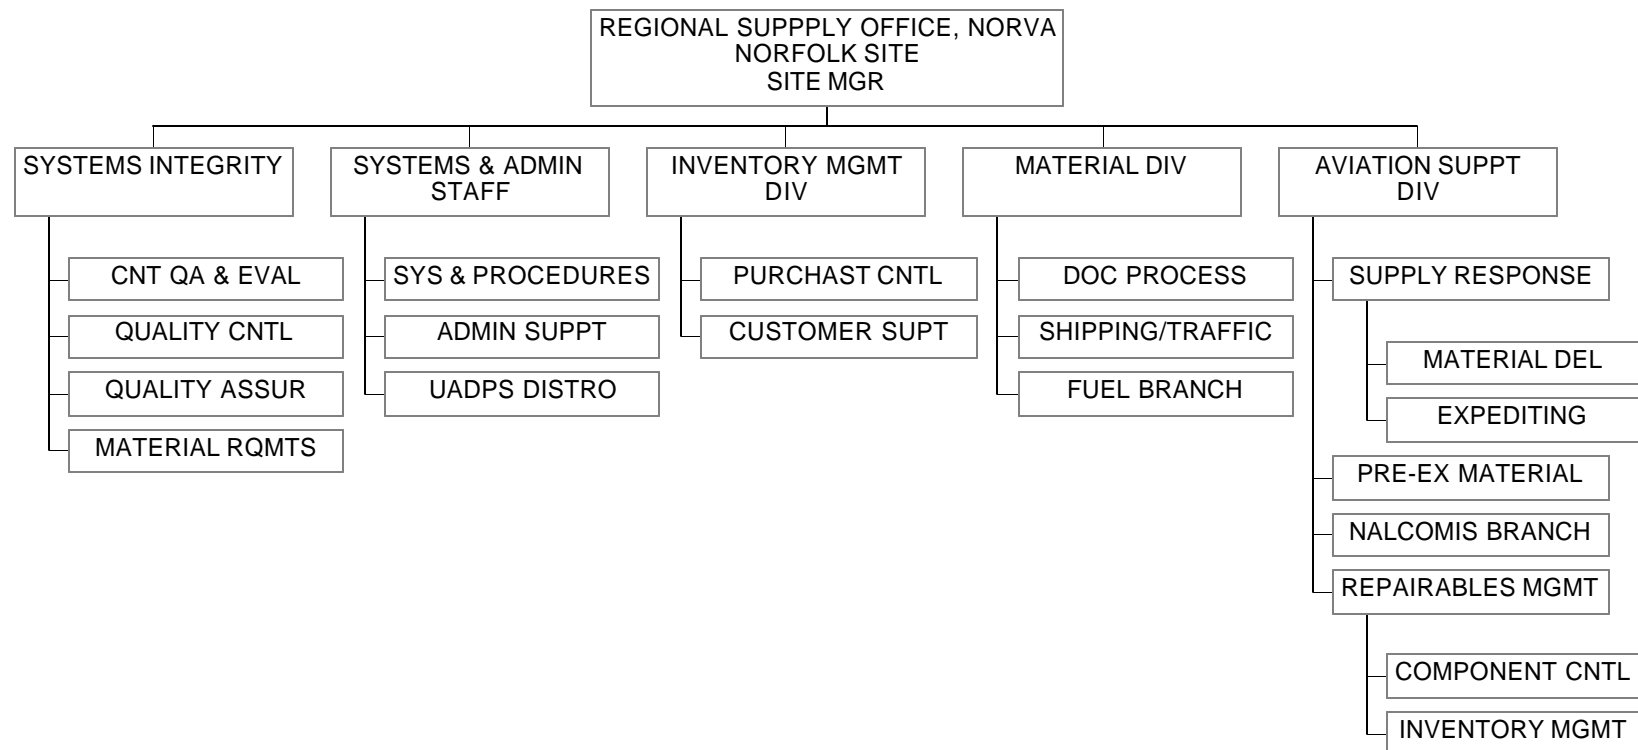 REGIONAL SUPPPLY OFFICE, NORVA
NORFOLK SITE
SITE MGR
SYSTEMS INTEGRITY
SYSTEMS & ADMIN
STAFF
INVENTORY MGMT
DIV
MATERIAL DIV
AVIATION SUPPT
DIV
CNT QA & EVAL
QUALITY CNTL
QUALITY ASSUR
MATERIAL RQMTS
SYS & PROCEDURES
ADMIN SUPPT
UADPS DISTRO
PURCHAST CNTL
CUSTOMER SUPT
DOC PROCESS
SHIPPING/TRAFFIC
FUEL BRANCH
SUPPLY RESPONSE
MATERIAL DEL
EXPEDITING
PRE-EX MATERIAL
NALCOMIS BRANCH
REPAIRABLES MGMT
COMPONENT CNTL
INVENTORY MGMT